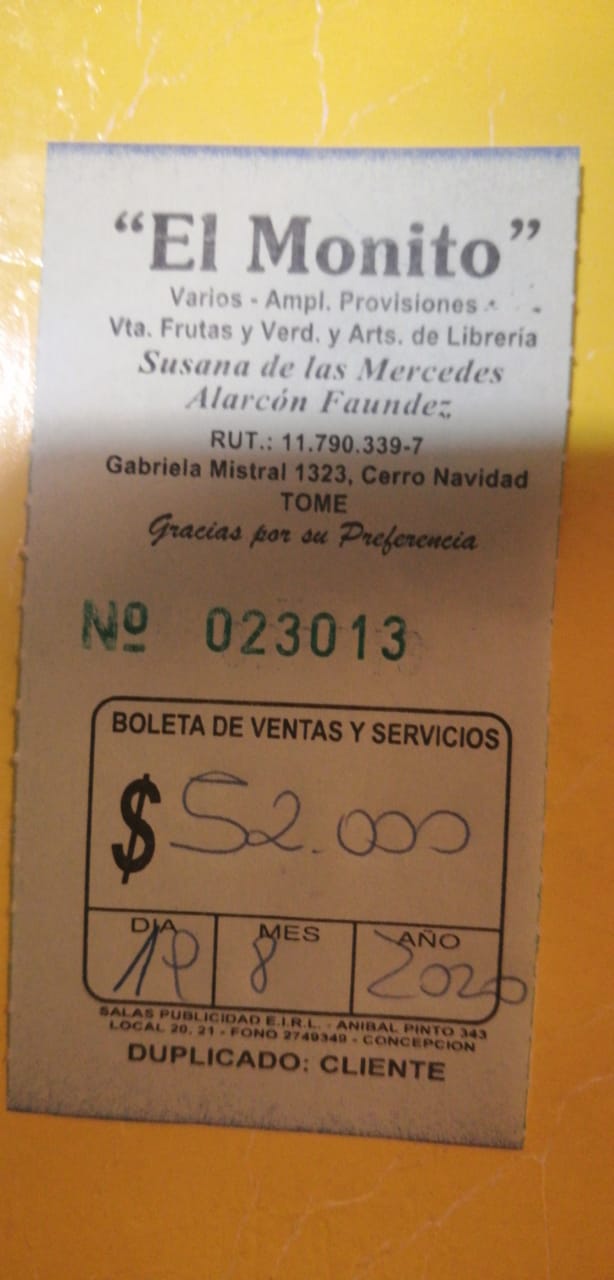 “El Monito”
Varios - Ampl. Provisiones
Vta. Frutas y Verd. y Arts. de Librería
Susana de las Mercedes
Alarcón Faundez
RUT.: 11.790.339-7
Gabriela Mistral 1323, Cerro Navidad
TOME
Gracias por su Preferencia
Nº 023013
BOLETA DE VENTAS Y SERVICIOS
$ 52.000
DIA MES AÑO
19 8 2020
SALAS PUBLICIDAD E.I.R.L. - ANIBAL PINTO 343
LOCAL 20, 21 - FONO 2749349 - CONCEPCION
DUPLICADO: CLIENTE